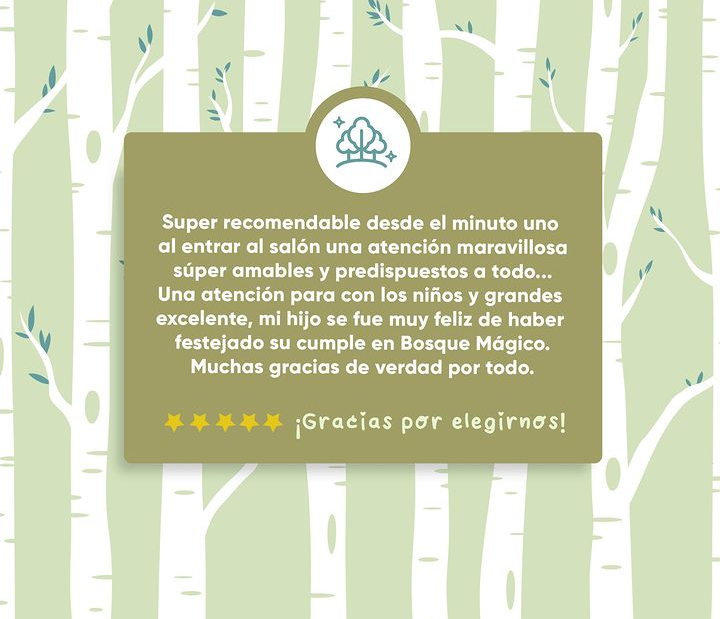 Super recomendable desde el minuto uno
al entrar al salón una atención maravillosa
súper amables y predispuestos a todo...
Una atención para con los niños y grandes
excelente, mi hijo se fue muy feliz de haber
festejado su cumple en Bosque Mágico.
Muchas gracias de verdad por todo.
¡Gracias por elegirnos!